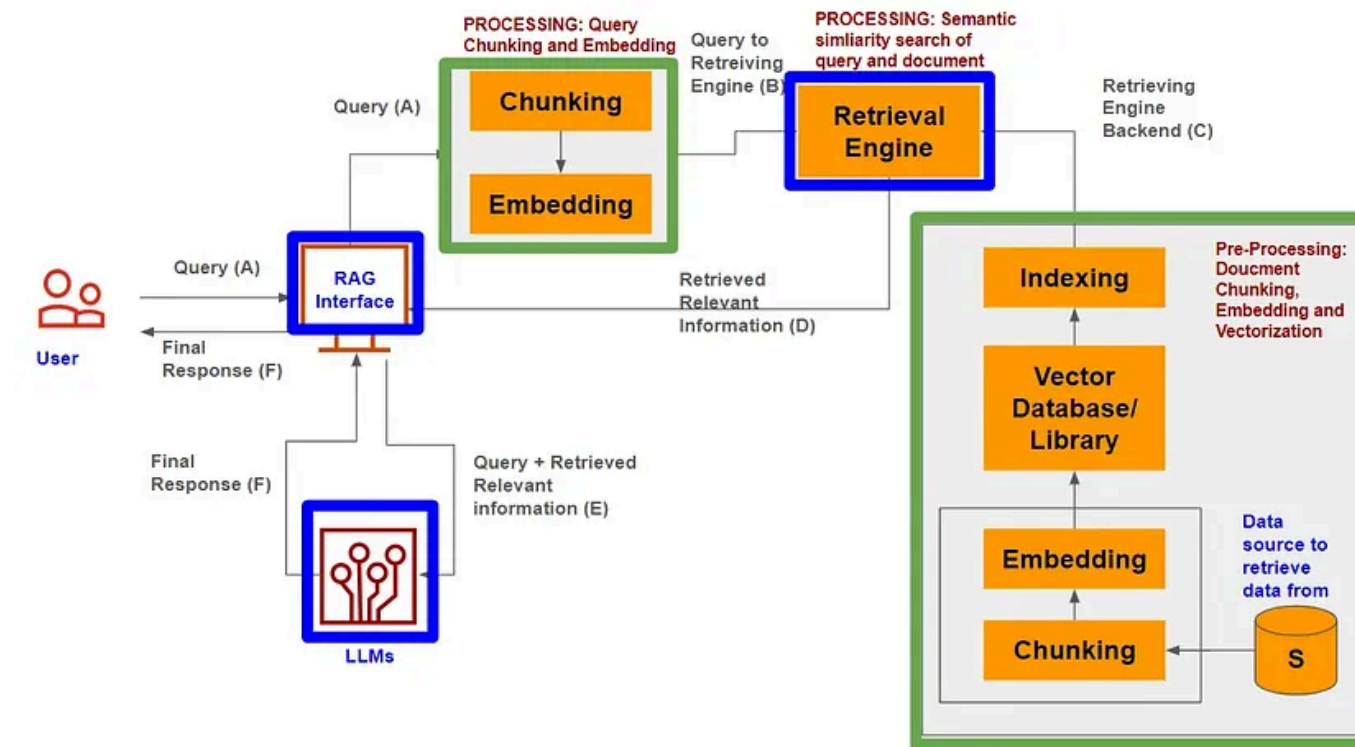 PROCESSING: Query
Chunking and Embedding
Chunking
Embedding
Query (A)
Query to
Retreiving
Engine (B)
PROCESSING: Semantic
simliarity search of
query and document
Retrieval
Engine
Retrieving
Engine
Backend (C)
Query (A)
RAG
Interface
User
Final
Response (F)
Retrieved
Relevant
Information (D)
Final
Response (F)
Query + Retrieved
Relevant
information (E)
LLMs
Pre-Processing:
Doucment
Chunking,
Embedding and
Vectorization
Indexing
Vector
Database/
Library
Embedding
Chunking
Data
source to
retrieve
data from
S